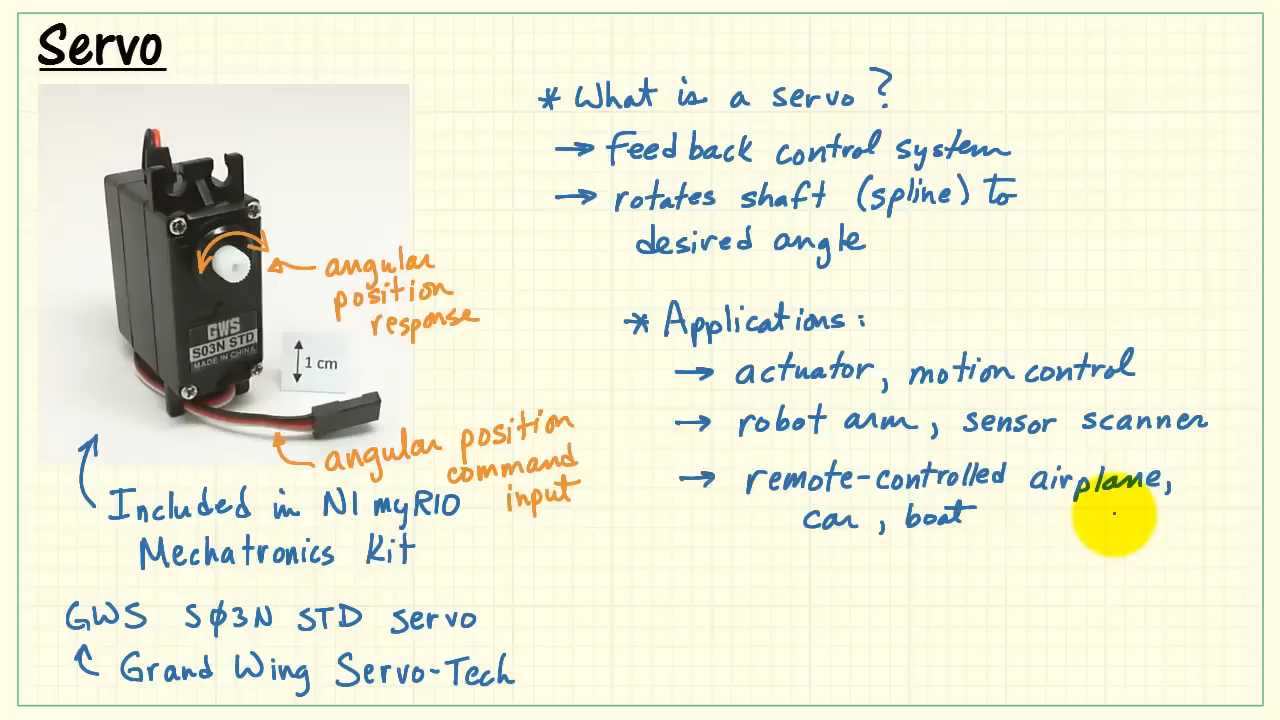 Servo
* What is a servo?
→ feedback control system
→ rotates shaft (spline) to
desired angle
angular
position
response
GWS
S03N STD
MADE IN CHINA
1 cm
* Applications:
→ actuator, motion control
→ robot arm, sensor scanner
→ remote-controlled airplane,
car, boat
angular position
command
input
Included in NI myRIO
Mechatronics Kit
GWS SØ3N STD servo
Grand Wing Servo-Tech